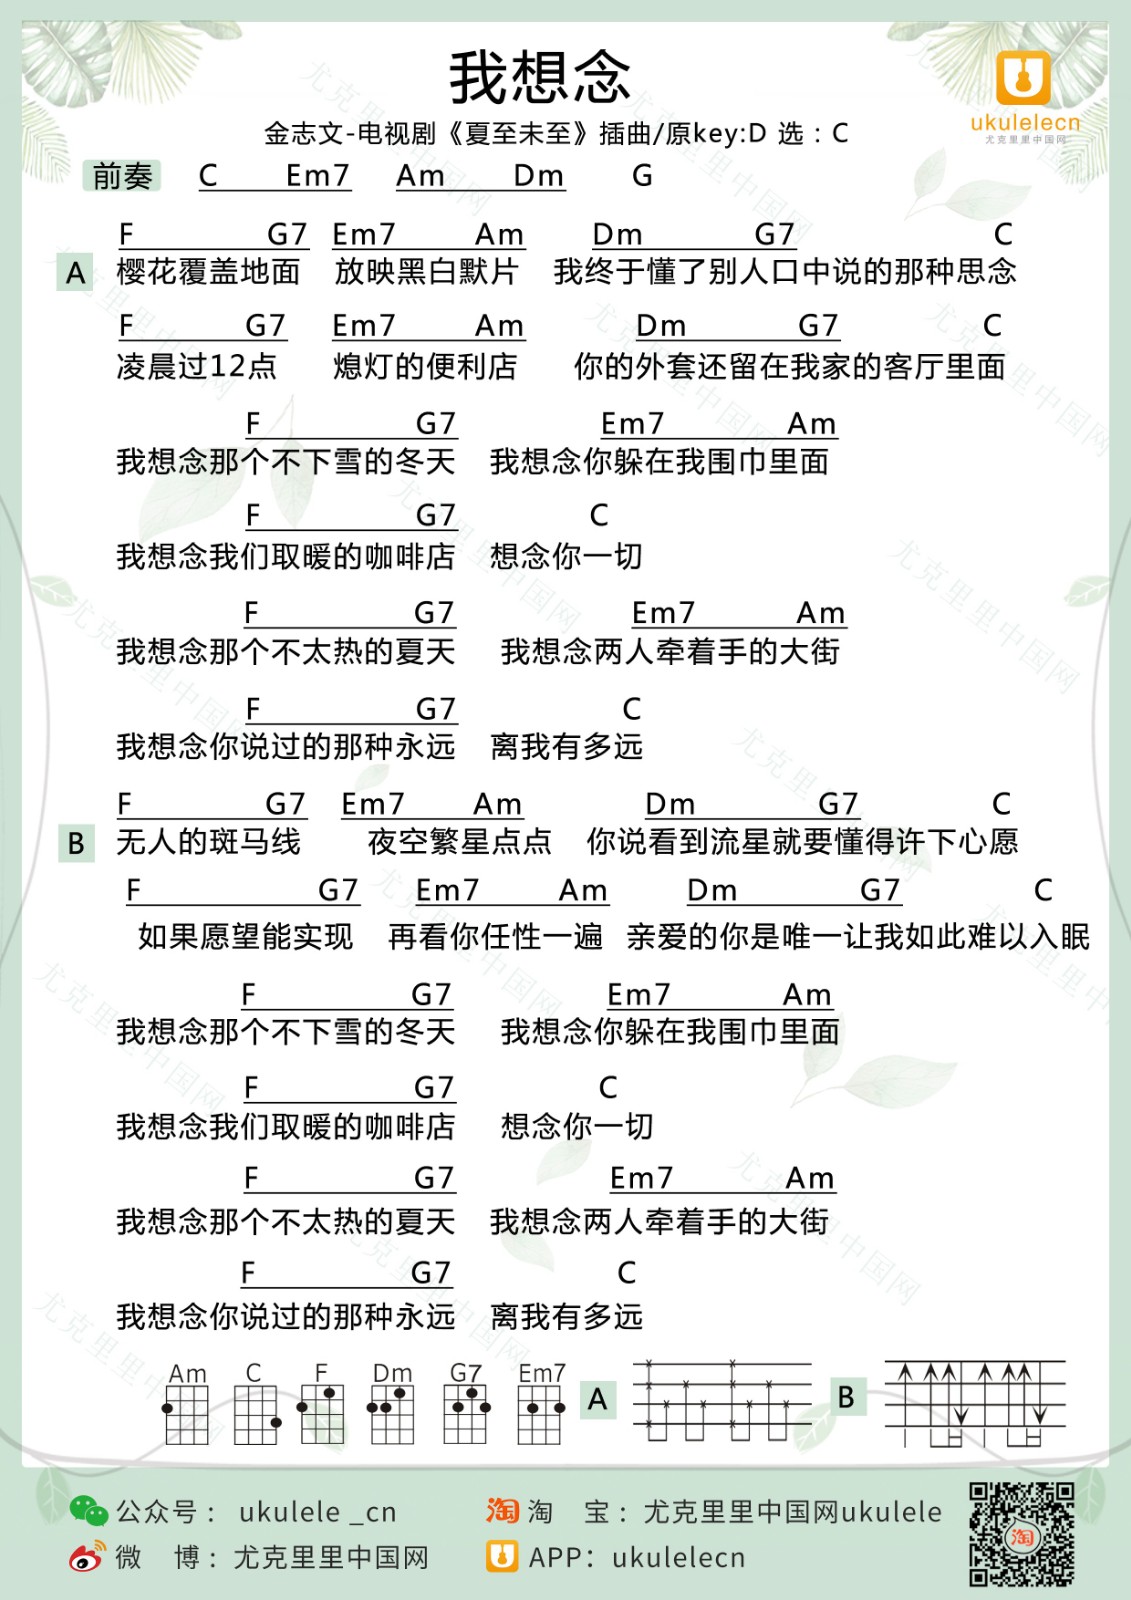 我想念
ukulelecn
尤克里里中国网
金志文-电视剧《夏至未至》插曲/原key:D 选：C
前奏 C Em7 Am Dm G
F G7 Em7 Am Dm G7 C
A 樱花覆盖地面 放映黑白默片 我终于懂了别人口中说的那种思念
F G7 Em7 Am Dm G7 C
凌晨过12点 熄灯的便利店 你的外套还留在我家的客厅里面
F G7 Em7 Am
我想念那个不下雪的冬天 我想念你躲在我围巾里面
F G7 C
我想念我们取暖的咖啡店 想念你一切
F G7 Em7 Am
我想念那个不太热的夏天 我想念两人牵着手的大街
F G7 C
我想念你说过的那种永远 离我有多远
F G7 Em7 Am Dm G7 C
B 无人的斑马线 夜空繁星点点 你说看到流星就要懂得许下心愿
F G7 Em7 Am Dm G7 C
如果愿望能实现 再看你任性一遍 亲爱的你是唯一让我如此难以入眠
F G7 Em7 Am
我想念那个不下雪的冬天 我想念你躲在我围巾里面
F G7 C
我想念我们取暖的咖啡店 想念你一切
F G7 Em7 Am
我想念那个不太热的夏天 我想念两人牵着手的大街
F G7 C
我想念你说过的那种永远 离我有多远
Am C F Dm G7 Em7 A B
公众号： ukulele _cn 淘 淘 宝：尤克里里中国网ukulele
微 博：尤克里里中国网 APP：ukulelecn
淘